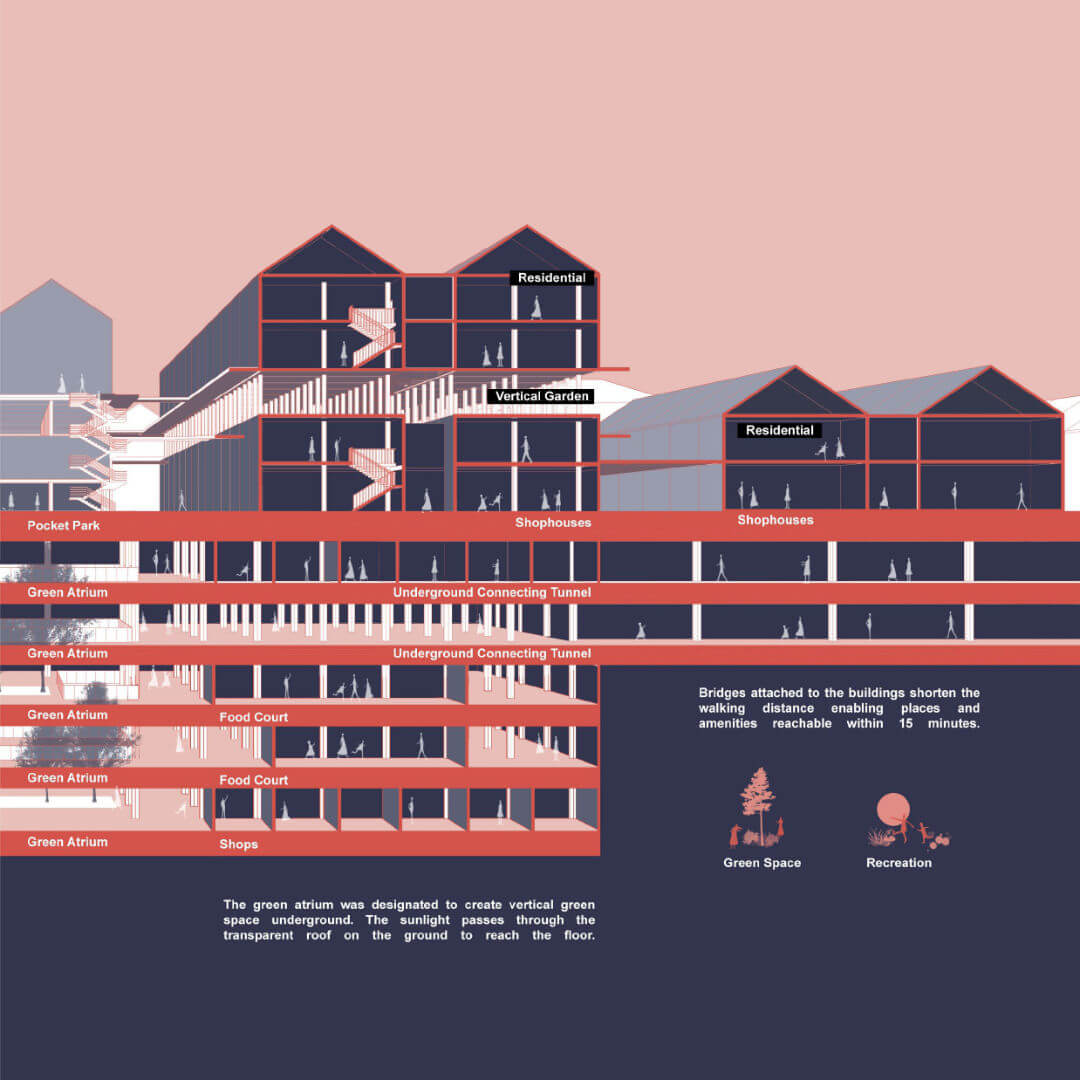 Residential
Vertical Garden
Residential
Pocket Park
Shophouses
Shophouses
Green Atrium
Underground Connecting Tunnel
Green Atrium
Underground Connecting Tunnel
Green Atrium
Food Court
Green Atrium
Food Court
Green Atrium
Shops
Bridges attached to the buildings shorten the
walking distance enabling places and
amenities reachable within 15 minutes.
Green Space
Recreation
The green atrium was designated to create vertical green
space underground. The sunlight passes through the
transparent roof on the ground to reach the floor.